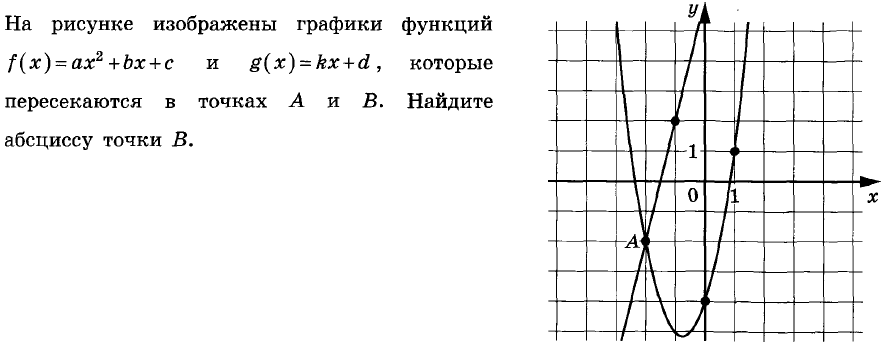 На рисунке изображены графики функций
f(x)=ax²+bx+c и g(x)=kx+d, которые
пересекаются в точках A и B. Найдите
абсциссу точки B.
y
1
0 1 x
A